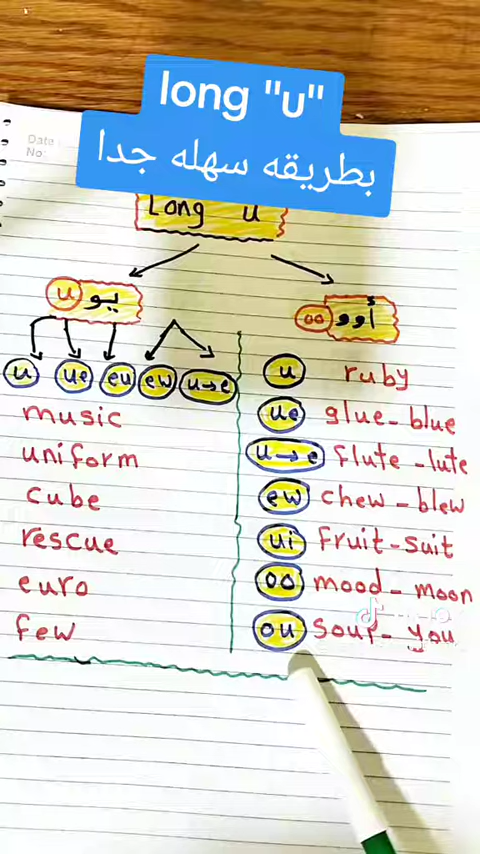 long "u"
بطريقه سهله جدا
Date:
No:
Long u
u يو
oo أوو
u ue eu ew u→e
music
uniform
cube
rescue
euro
few
u ruby
ue glue - blue
u→e flute - lute
ew chew - blew
ui fruit - suit
oo mood - moon
ou soup - you